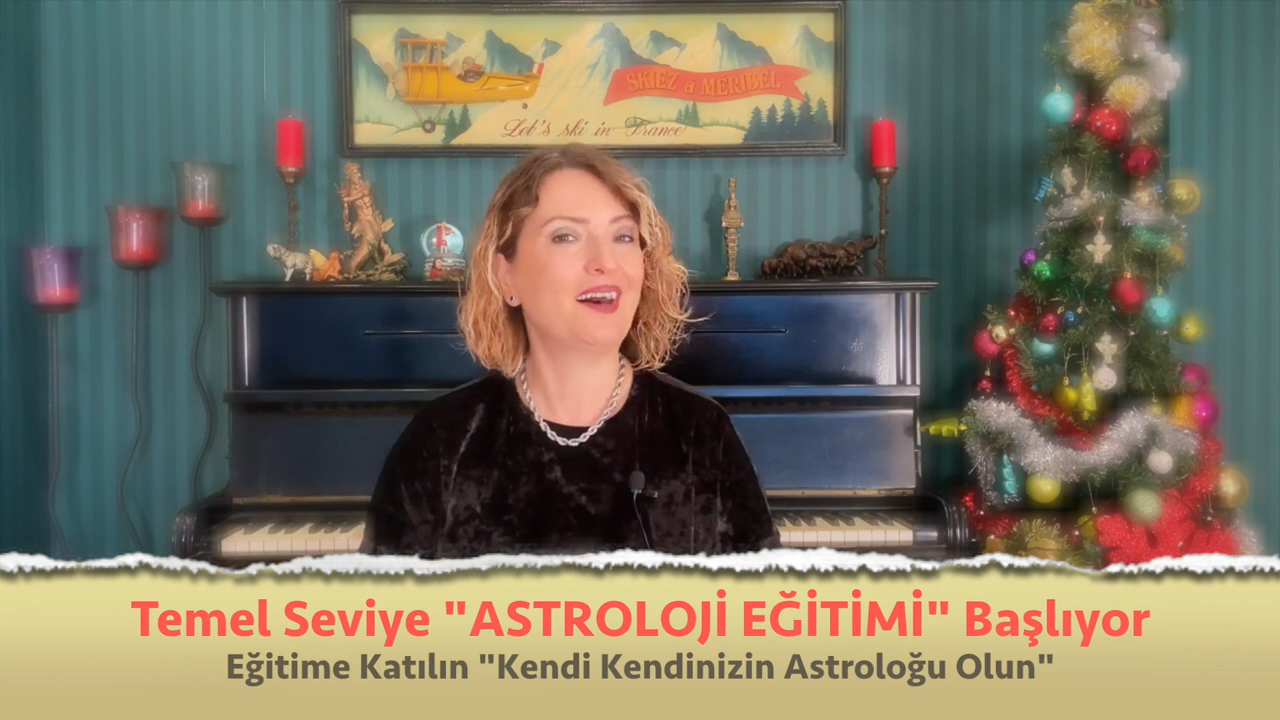 SKIEZ a MERIBEL
Let's ski in France!
Temel Seviye "ASTROLOJİ EĞİTİMİ" Başlıyor
Eğitime Katılın "Kendi Kendinizin Astroloğu Olun"